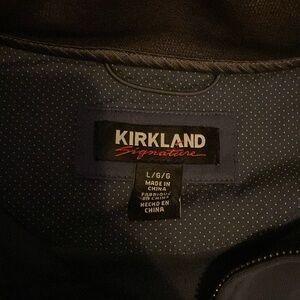 KIRKLAND
Signature
L/G/G
MADE IN
CHINA
FABRIQUÉ
EN CHINE
HECHO EN
CHINA